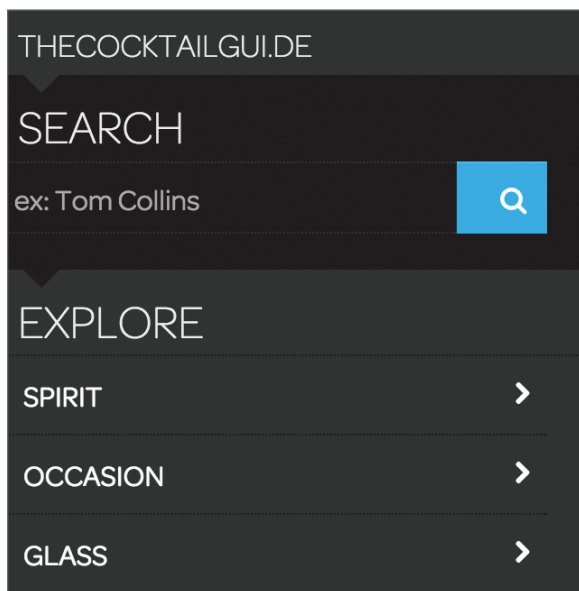 THECOCKTAILGUI.DE
SEARCH
ex: Tom Collins
EXPLORE
SPIRIT
OCCASION
GLASS